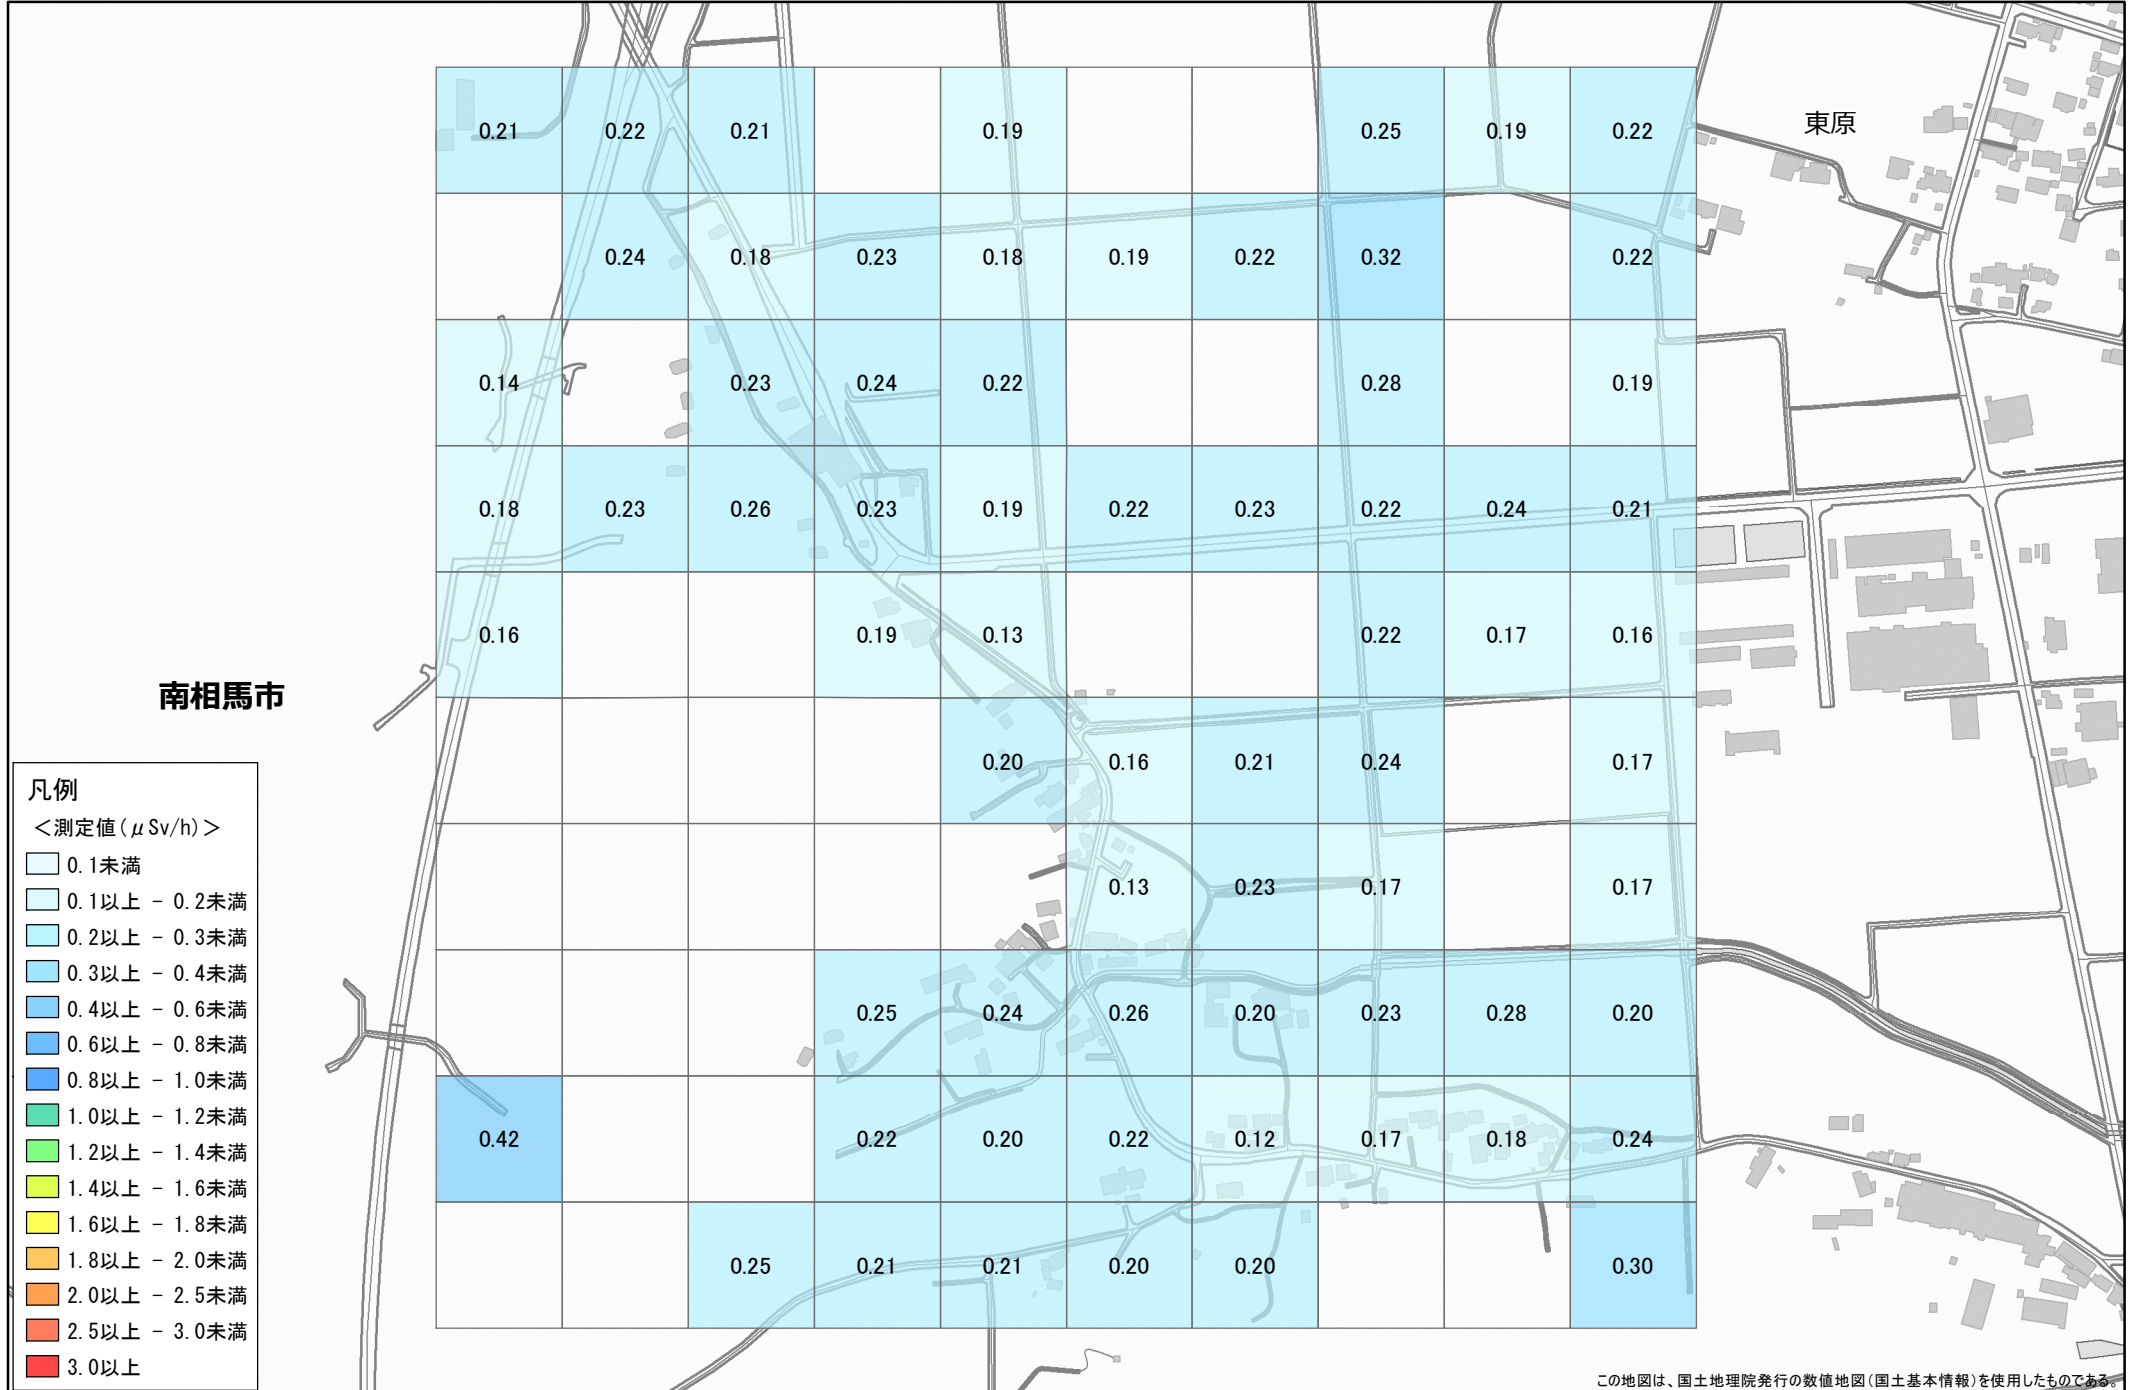 0.21 0.22 0.21 0.19 0.25 0.19 0.22
東原
0.24 0.18 0.23 0.18 0.19 0.22 0.32 0.22
0.14 0.23 0.24 0.22 0.28 0.19
0.18 0.23 0.26 0.23 0.19 0.22 0.23 0.22 0.24 0.21
0.16 0.19 0.13 0.22 0.17 0.16
南相馬市
0.20 0.16 0.21 0.24 0.17
0.13 0.23 0.17 0.17
0.25 0.24 0.26 0.20 0.23 0.28 0.20
0.42 0.22 0.20 0.22 0.12 0.17 0.18 0.24
0.25 0.21 0.21 0.20 0.20 0.30
凡例
＜測定値(μSv/h)＞
0.1未満
0.1以上 - 0.2未満
0.2以上 - 0.3未満
0.3以上 - 0.4未満
0.4以上 - 0.6未満
0.6以上 - 0.8未満
0.8以上 - 1.0未満
1.0以上 - 1.2未満
1.2以上 - 1.4未満
1.4以上 - 1.6未満
1.6以上 - 1.8未満
1.8以上 - 2.0未満
2.0以上 - 2.5未満
2.5以上 - 3.0未満
3.0以上
この地図は、国土地理院発行の数値地図(国土基本情報)を使用したものである。